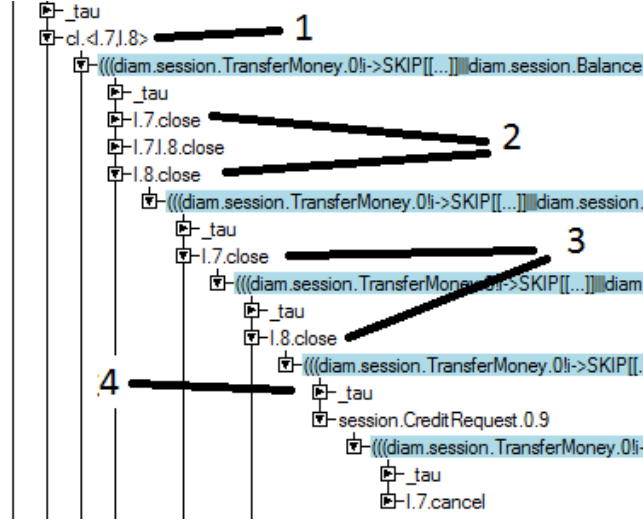 _tau
cl.<l.7,l.8> 1
(((diam.session.TransferMoney.0!i->SKIP[[...]]|||diam.session.Balance
_tau
l.7.close
l.7.l.8.close 2
l.8.close
(((diam.session.TransferMoney.0!i->SKIP[[...]]|||diam.session.
_tau
l.7.close 3
(((diam.session.TransferMoney.0!i->SKIP[[...]]|||diam
_tau
l.8.close
(((diam.session.TransferMoney.0!i->SKIP[[.
4 _tau
session.CreditRequest.0.9
(((diam.session.TransferMoney.0!i-
_tau
l.7.cancel